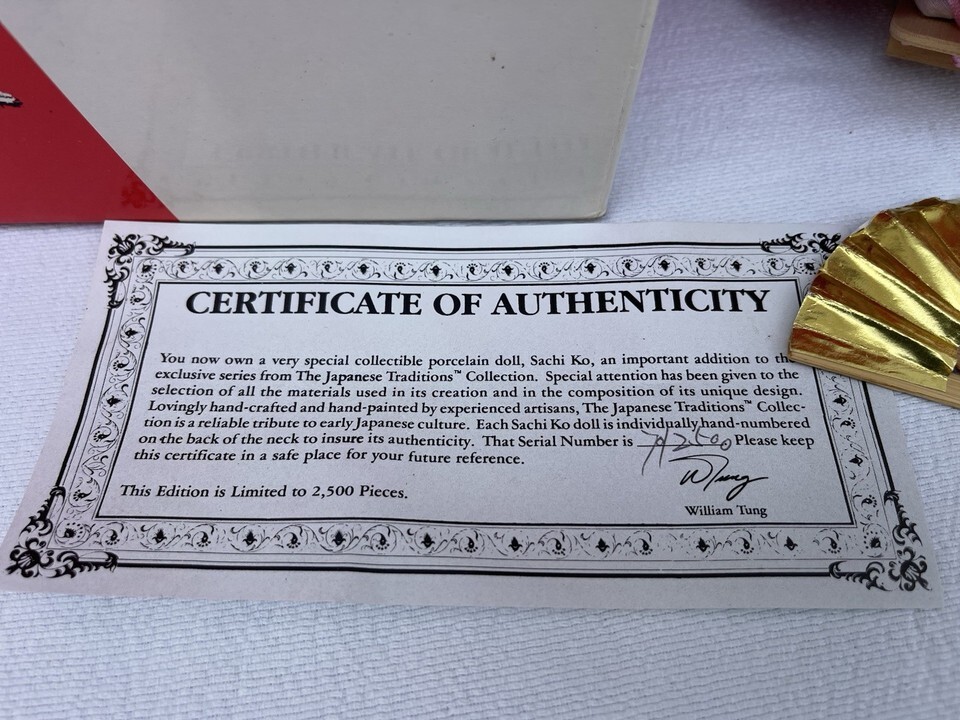 CERTIFICATE OF AUTHENTICITY
You now own a very special collectible porcelain doll, Sachi Ko, an important addition to the
exclusive series from The Japanese Traditions™ Collection. Special attention has been given to the
selection of all the materials used in its creation and in the composition of its unique design.
Lovingly hand-crafted and hand-painted by experienced artisans, The Japanese Traditions™ Collec-
tion is a reliable tribute to early Japanese culture. Each Sachi Ko doll is individually hand-numbered
on the back of the neck to insure its authenticity. That Serial Number is /2500 Please keep
this certificate in a safe place for your future reference.
W Tung
This Edition is Limited to 2,500 Pieces.
William Tung